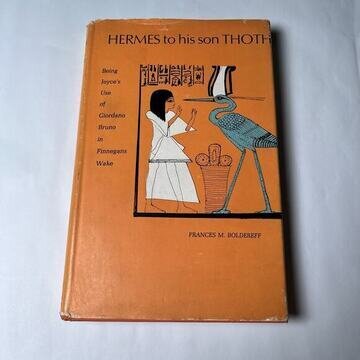 HERMES to his son THOTH
Being
Joyce's
Use
of
Giordano
Bruno
in
Finnegans
Wake
FRANCES M. BOLDEREFF